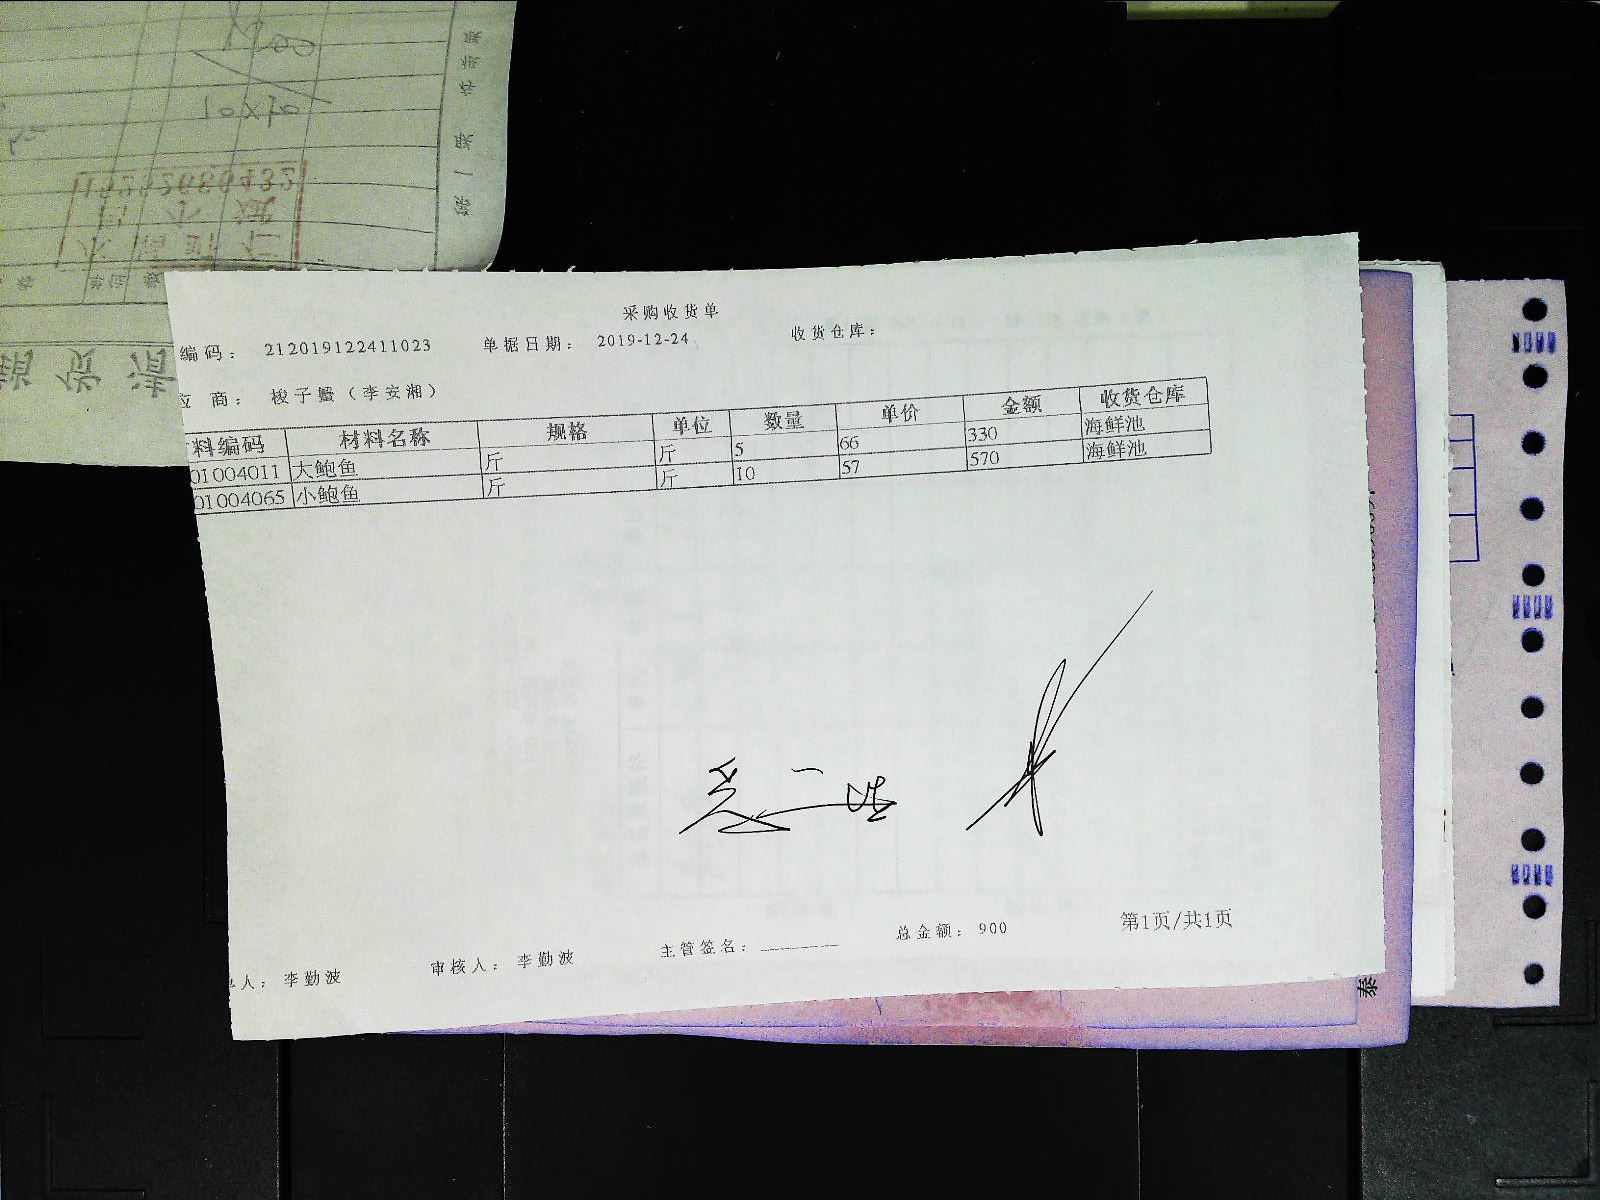 采购收货单
编码： 212019122411023 单据日期： 2019-12-24 收货仓库：
应 商： 梭子蟹（李安湘）
料编码 材料名称 规格 单位 数量 单价 金额 收货仓库
01004011 大鲍鱼 斤 斤 5 66 330 海鲜池
01004065 小鲍鱼 斤 斤 10 57 570 海鲜池
人： 李勤波 审核人： 李勤波 主管签名： 总金额： 900 第1页/共1页
10x10
第一联
泰